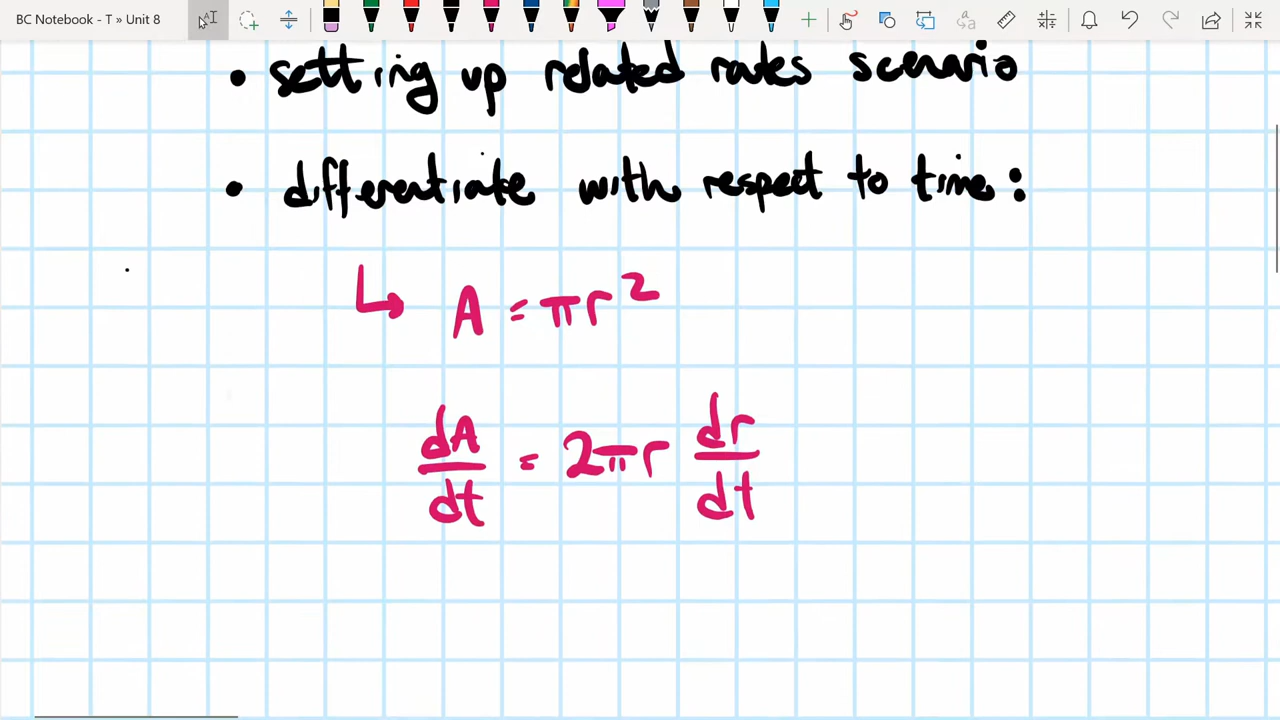 BC Notebook - T » Unit 8
• setting up related rates scenario
• differentiate with respect to time:
↳ A = πr²
dA/dt = 2πr dr/dt